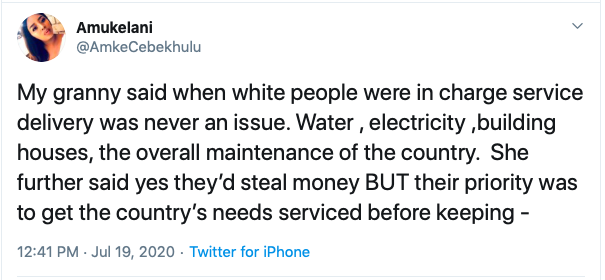 Amukelani
@AmkeCebekhulu
My granny said when white people were in charge service
delivery was never an issue. Water , electricity ,building
houses, the overall maintenance of the country.  She
further said yes they’d steal money BUT their priority was
to get the country’s needs serviced before keeping -
12:41 PM · Jul 19, 2020 · Twitter for iPhone